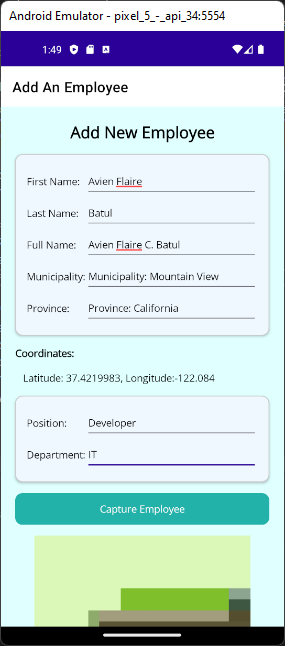 Android Emulator - pixel_5_-_api_34:5554
1:49
Add An Employee
Add New Employee
First Name: Avien Flaire
Last Name: Batul
Full Name: Avien Flaire C. Batul
Municipality: Municipality: Mountain View
Province: Province: California
Coordinates:
Latitude: 37.4219983, Longitude:-122.084
Position: Developer
Department: IT
Capture Employee